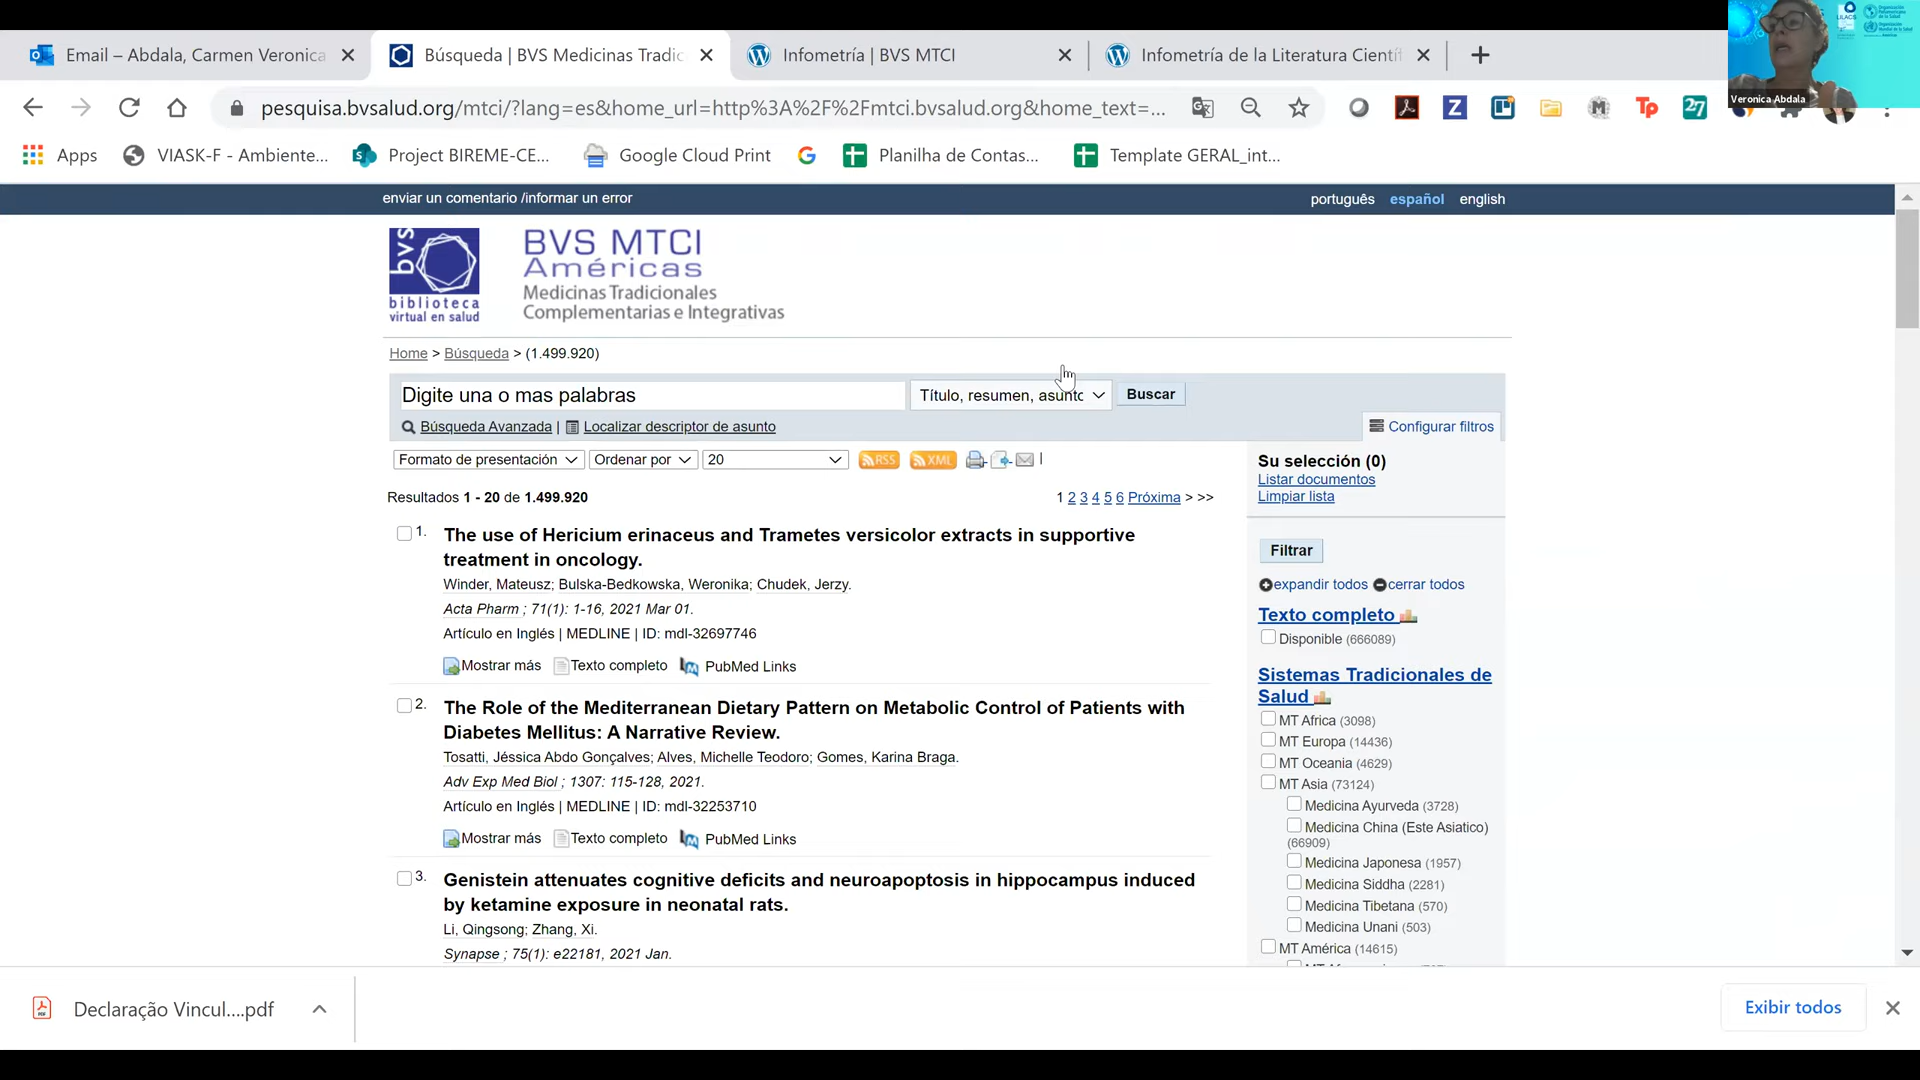 Email – Abdala, Carmen Veronica
Búsqueda | BVS Medicinas Tradic
Infometría | BVS MTCI
Infometría de la Literatura Científ
Veronica Abdala
pesquisa.bvsalud.org/mtci/?lang=es&home_url=http%3A%2F%2Fmtci.bvsalud.org&home_text=...
Apps
VIASK-F - Ambiente...
Project BIREME-CE...
Google Cloud Print
Planilha de Contas...
Template GERAL_int...
enviar un comentario /informar un error
português español english
bvs
biblioteca
virtual en salud
BVS MTCI
Américas
Medicinas Tradicionales
Complementarias e Integrativas
Home > Búsqueda > (1.499.920)
Digite una o mas palabras
Título, resumen, asunto
Buscar
Búsqueda Avanzada | Localizar descriptor de asunto
Configurar filtros
Formato de presentación
Ordenar por
20
RSS
XML
Resultados 1 - 20 de 1.499.920
1 2 3 4 5 6 Próxima > >>
1. The use of Hericium erinaceus and Trametes versicolor extracts in supportive
treatment in oncology.
Winder, Mateusz; Bulska-Bedkowska, Weronika; Chudek, Jerzy.
Acta Pharm ; 71(1): 1-16, 2021 Mar 01.
Artículo en Inglés | MEDLINE | ID: mdl-32697746
Mostrar más Texto completo PubMed Links
2. The Role of the Mediterranean Dietary Pattern on Metabolic Control of Patients with
Diabetes Mellitus: A Narrative Review.
Tosatti, Jéssica Abdo Gonçalves; Alves, Michelle Teodoro; Gomes, Karina Braga.
Adv Exp Med Biol ; 1307: 115-128, 2021.
Artículo en Inglés | MEDLINE | ID: mdl-32253710
Mostrar más Texto completo PubMed Links
3. Genistein attenuates cognitive deficits and neuroapoptosis in hippocampus induced
by ketamine exposure in neonatal rats.
Li, Qingsong; Zhang, Xi.
Synapse ; 75(1): e22181, 2021 Jan.
Su selección (0)
Listar documentos
Limpiar lista
Filtrar
expandir todos cerrar todos
Texto completo
Disponible (666089)
Sistemas Tradicionales de
Salud
MT Africa (3098)
MT Europa (14436)
MT Oceania (4629)
MT Asia (73124)
Medicina Ayurveda (3728)
Medicina China (Este Asiatico)
(66909)
Medicina Japonesa (1957)
Medicina Siddha (2281)
Medicina Tibetana (570)
Medicina Unani (503)
MT América (14615)
Declaração Vincul....pdf
Exibir todos